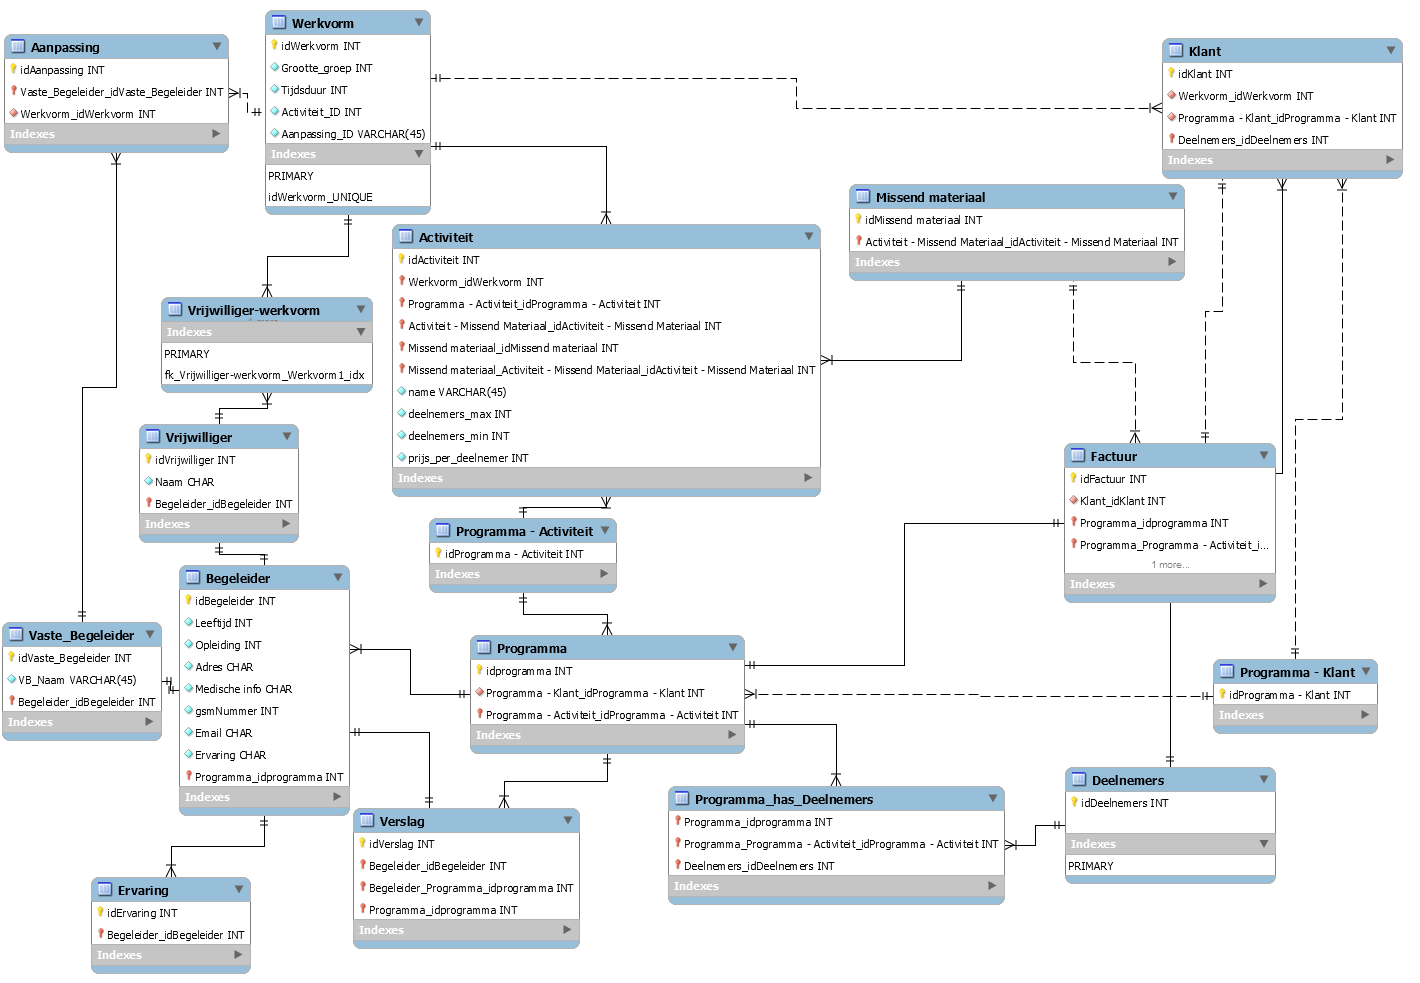 Aanpassing
idAanpassing INT
Vaste_Begeleider_idVaste_Begeleider INT
Werkvorm_idWerkvorm INT
Indexes
Werkvorm
idWerkvorm INT
Grootte_groep INT
Tijdsduur INT
Activiteit_ID INT
Aanpassing_ID VARCHAR(45)
Indexes
PRIMARY
idWerkvorm_UNIQUE
Klant
idKlant INT
Werkvorm_idWerkvorm INT
Programma - Klant_idProgramma - Klant INT
Deelnemers_idDeelnemers INT
Indexes
Missend materiaal
idMissend materiaal INT
Activiteit - Missend Materiaal_idActiviteit - Missend Materiaal INT
Indexes
Activiteit
idActiviteit INT
Werkvorm_idWerkvorm INT
Programma - Activiteit_idProgramma - Activiteit INT
Activiteit - Missend Materiaal_idActiviteit - Missend Materiaal INT
Missend materiaal_idMissend materiaal INT
Missend materiaal_Activiteit - Missend Materiaal_idActiviteit - Missend Materiaal INT
name VARCHAR(45)
deelnemers_max INT
deelnemers_min INT
prijs_per_deelnemer INT
Indexes
Vrijwilliger-werkvorm
Indexes
PRIMARY
fk_Vrijwilliger-werkvorm_Werkvorm1_idx
Vrijwilliger
idVrijwilliger INT
Naam CHAR
Begeleider_idBegeleider INT
Indexes
Factuur
idFactuur INT
Klant_idKlant INT
Programma_idprogramma INT
Programma_Programma - Activiteit_i...
1 more...
Indexes
Programma - Activiteit
idProgramma - Activiteit INT
Indexes
Begeleider
idBegeleider INT
Leeftijd INT
Opleiding INT
Adres CHAR
Medische info CHAR
gsmNummer INT
Email CHAR
Ervaring CHAR
Programma_idprogramma INT
Indexes
Vaste_Begeleider
idVaste_Begeleider INT
VB_Naam VARCHAR(45)
Begeleider_idBegeleider INT
Indexes
Programma
idprogramma INT
Programma - Klant_idProgramma - Klant INT
Programma - Activiteit_idProgramma - Activiteit INT
Indexes
Programma - Klant
idProgramma - Klant INT
Indexes
Programma_has_Deelnemers
Programma_idprogramma INT
Programma_Programma - Activiteit_idProgramma - Activiteit INT
Deelnemers_idDeelnemers INT
Indexes
Deelnemers
idDeelnemers INT
Indexes
PRIMARY
Verslag
idVerslag INT
Begeleider_idBegeleider INT
Begeleider_Programma_idprogramma INT
Programma_idprogramma INT
Indexes
Ervaring
idErvaring INT
Begeleider_idBegeleider INT
Indexes